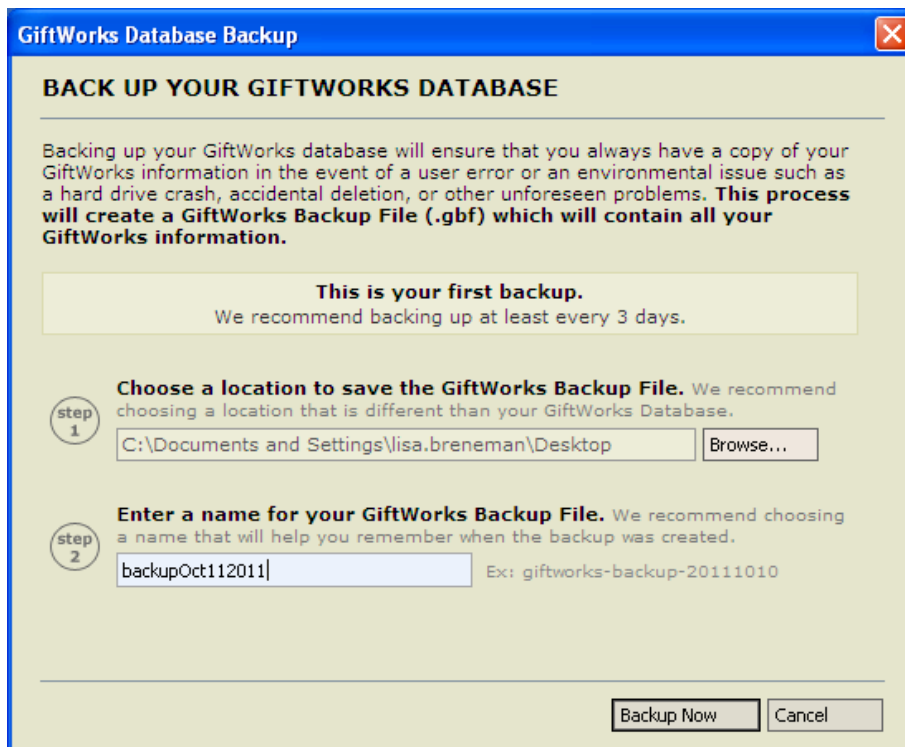 GiftWorks Database Backup
BACK UP YOUR GIFTWORKS DATABASE
Backing up your GiftWorks database will ensure that you always have a copy of your
GiftWorks information in the event of a user error or an environmental issue such as
a hard drive crash, accidental deletion, or other unforeseen problems. This process
will create a GiftWorks Backup File (.gbf) which will contain all your
GiftWorks information.
This is your first backup.
We recommend backing up at least every 3 days.
step
1
Choose a location to save the GiftWorks Backup File. We recommend
choosing a location that is different than your GiftWorks Database.
C:\Documents and Settings\lisa.breneman\Desktop
Browse...
step
2
Enter a name for your GiftWorks Backup File. We recommend choosing
a name that will help you remember when the backup was created.
backupOct112011
Ex: giftworks-backup-20111010
Backup Now
Cancel